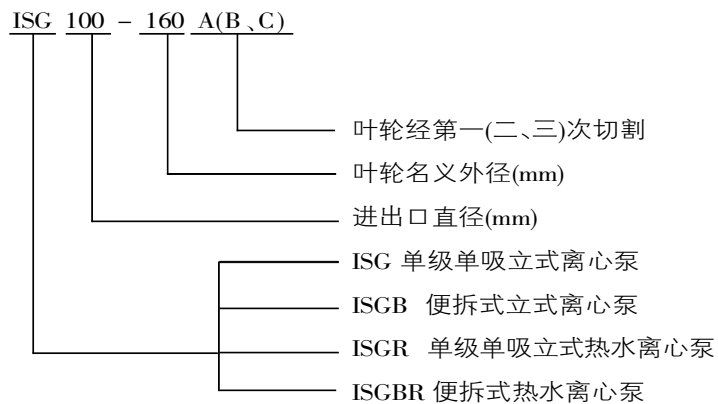 ISG 100 - 160 A(B、C)
叶轮经第一(二、三)次切割
叶轮名义外径(mm)
进出口直径(mm)
ISG 单级单吸立式离心泵
ISGB 便拆式立式离心泵
ISGR 单级单吸立式热水离心泵
ISGBR 便拆式热水离心泵